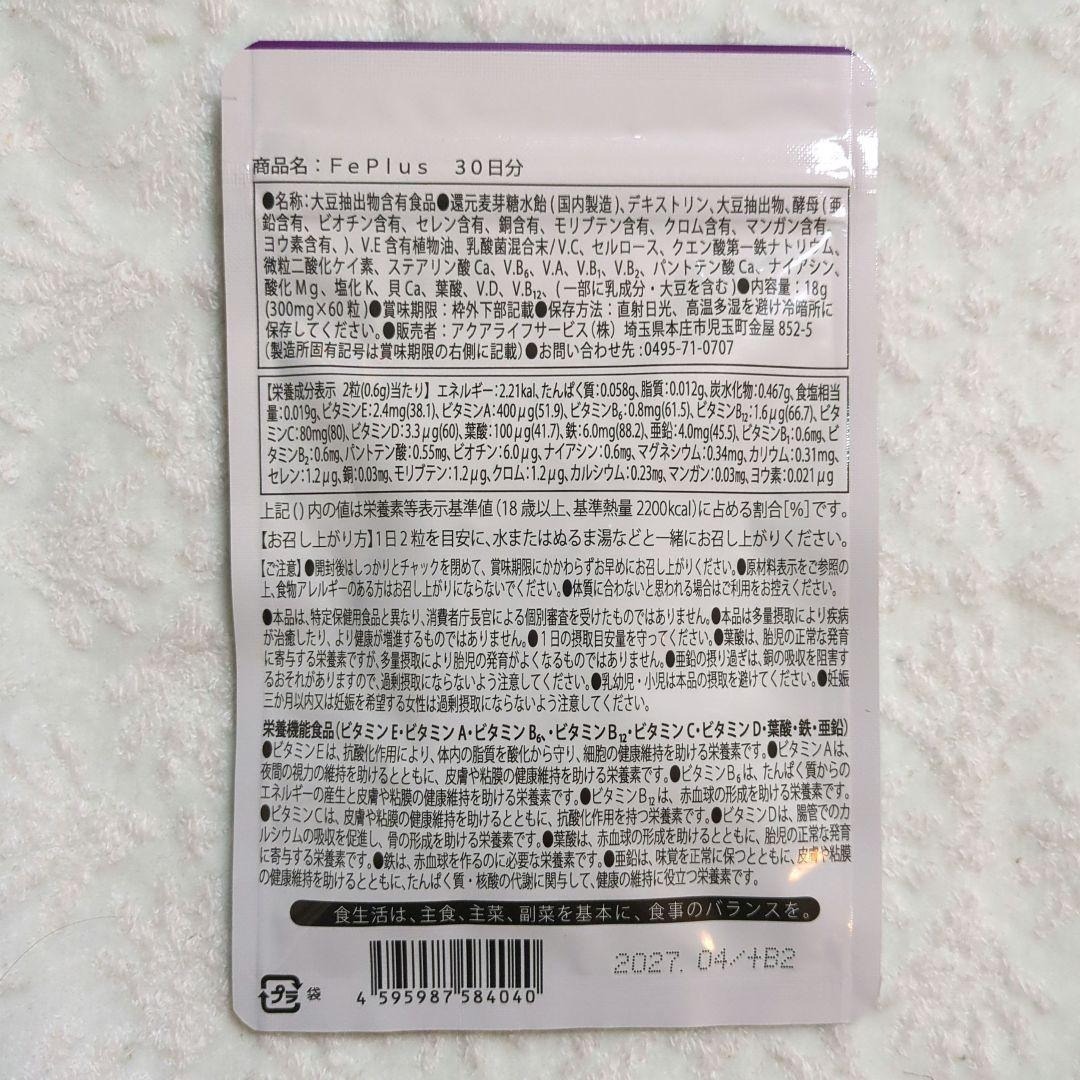 商品名：FePlus　30日分
●名称:大豆抽出物含有食品●還元麦芽糖水飴(国内製造)、デキストリン、大豆抽出物、酵母(亜
鉛含有、ビオチン含有、セレン含有、銅含有、モリブテン含有、クロム含有、マンガン含有、
ヨウ素含有、)、V.E含有植物油、乳酸菌混合末/V.C、セルロース、クエン酸第一鉄ナトリウム、
微粒二酸化ケイ素、ステアリン酸Ca、V.B₆、V.A、V.B₁、V.B₂、パントテン酸Ca、ナイアシン、
酸化Mg、塩化K、貝Ca、葉酸、V.D、V.B₁₂、(一部に乳成分・大豆を含む)●内容量：18g
(300mg×60粒)●賞味期限：枠外下部記載●保存方法：直射日光、高温多湿を避け冷暗所に
保存してください。●販売者：アクアライフサービス(株) 埼玉県本庄市児玉町金屋 852-5
(製造所固有記号は賞味期限の右側に記載)●お問い合わせ先:0495-71-0707
【栄養成分表示 2粒(0.6g)当たり】エネルギー:2.21kal、たんぱく質:0.058g、脂質:0.012g、炭水化物:0.467g、食塩相当
量:0.019g、ビタミンE:2.4mg(38.1)、ビタミンA:400μg(51.9)、ビタミンB₆:0.8mg(61.5)、ビタミンB₁₂:1.6μg(66.7)、ビタ
ミンC:80mg(80)、ビタミンD:3.3μg(60)、葉酸:100μg(41.7)、鉄:6.0mg(88.2)、亜鉛:4.0mg(45.5)、ビタミンB₁:0.6mg、ビ
タミンB₂:0.6mg、パントテン酸:0.55mg、ビオチン:6.0μg、ナイアシン:0.6mg、マグネシウム:0.34mg、カリウム:0.31mg、
セレン:1.2μg、銅:0.03mg、モリブテン:1.2μg、クロム:1.2μg、カルシウム:0.23mg、マンガン:0.03mg、ヨウ素:0.021μg
上記()内の値は栄養素等表示基準値(18歳以上、基準熱量2200kcal)に占める割合[%]です。
【お召し上がり方】1日2粒を目安に、水またはぬるま湯などと一緒にお召し上がりください。
【ご注意】●開封後はしっかりとチャックを閉めて、賞味期限にかかわらずお早めにお召し上がりください。●原材料表示をご参照の
上、食物アレルギーのある方はお召し上がりにならないでください。●体質に合わないと思われる場合はご利用をお控えください。
●本品は、特定保健用食品と異なり、消費者庁長官による個別審査を受けたものではありません。●本品は多量摂取により疾病
が治癒したり、より健康が増進するものではありません。●1日の摂取目安量を守ってください。●葉酸は、胎児の正常な発育
に寄与する栄養素ですが、多量摂取により胎児の発育がよくなるものではありません。●亜鉛の摂り過ぎは、銅の吸収を阻害す
るおそれがありますので、過剰摂取にならないよう注意してください。●乳幼児・小児は本品の摂取を避けてください。●妊娠
三か月以内又は妊娠を希望する女性は過剰摂取にならないよう注意してください。
栄養機能食品(ビタミンE・ビタミンA・ビタミンB₆、・ビタミンB₁₂・ビタミンC・ビタミンD・葉酸・鉄・亜鉛)
●ビタミンEは、抗酸化作用により、体内の脂質を酸化から守り、細胞の健康維持を助ける栄養素です。●ビタミンAは、
夜間の視力の維持を助けるとともに、皮膚や粘膜の健康維持を助ける栄養素です。●ビタミンB₆は、たんぱく質からの
エネルギーの産生と皮膚や粘膜の健康維持を助ける栄養素です。●ビタミンB₁₂は、赤血球の形成を助ける栄養素です。
●ビタミンCは、皮膚や粘膜の健康維持を助けるとともに、抗酸化作用を持つ栄養素です。●ビタミンDは、腸管でのカ
ルシウムの吸収を促進し、骨の形成を助ける栄養素です。●葉酸は、赤血球の形成を助けるとともに、胎児の正常な発育
に寄与する栄養素です。●鉄は、赤血球を作るのに必要な栄養素です。●亜鉛は、味覚を正常に保つとともに、皮膚や粘膜
の健康維持を助けるとともに、たんぱく質・核酸の代謝に関与して、健康の維持に役立つ栄養素です。
食生活は、主食、主菜、副菜を基本に、食事のバランスを。
2027. 04/+B2
プラ 袋
4 595987 584040